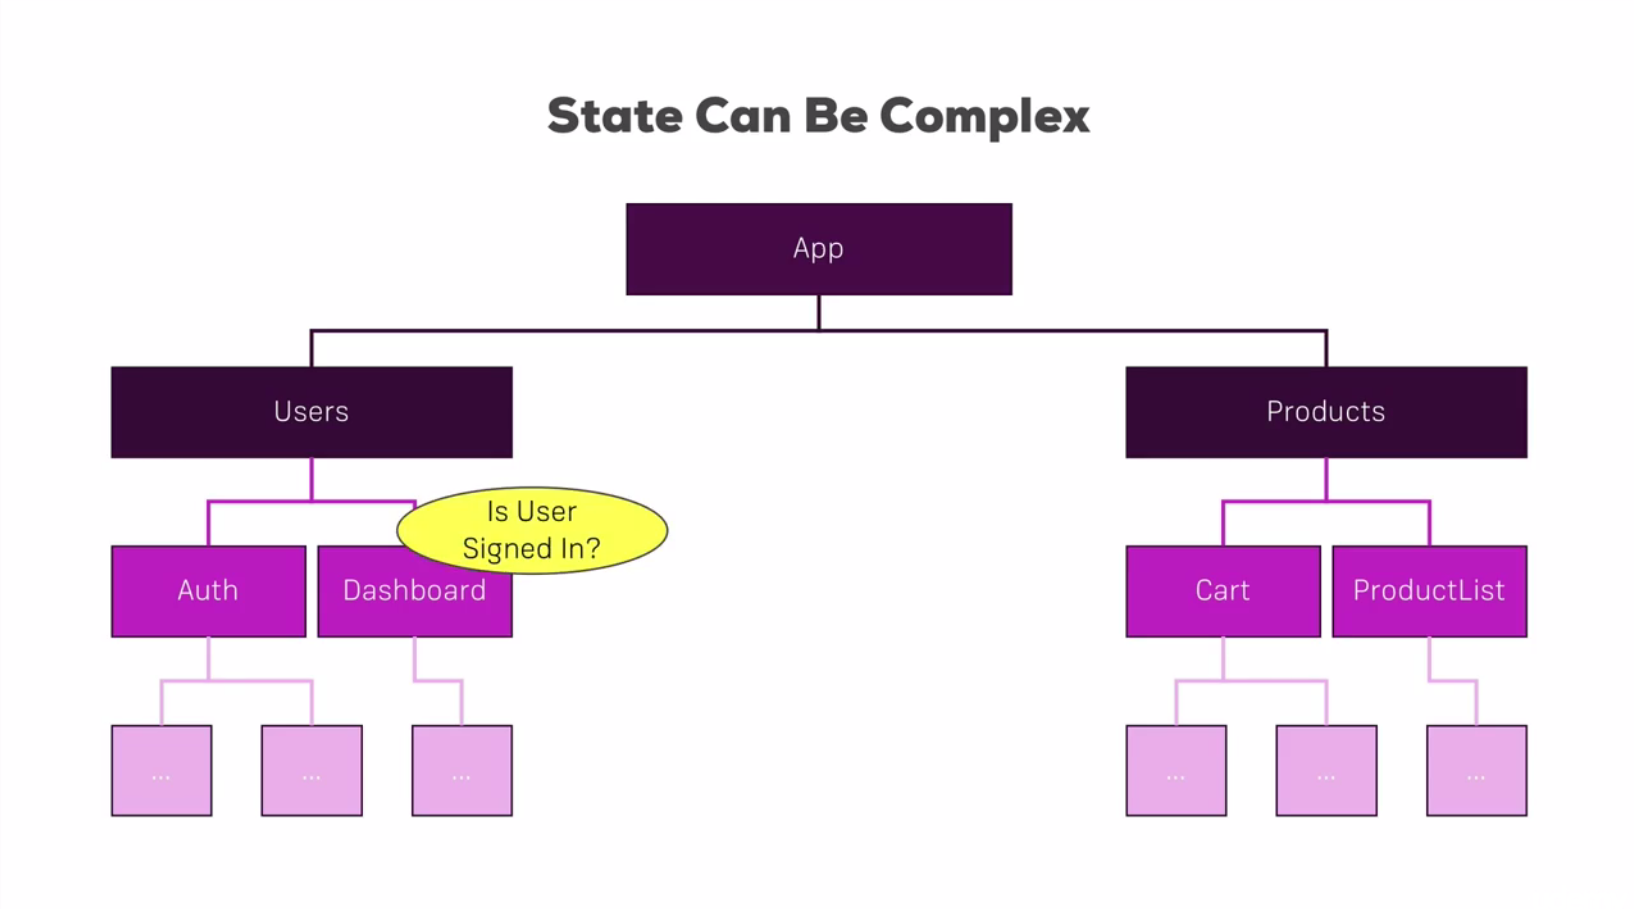 State Can Be Complex
App
Users
Products
Is User
Signed In?
Auth
Dashboard
Cart
ProductList
...
...
...
...
...
...